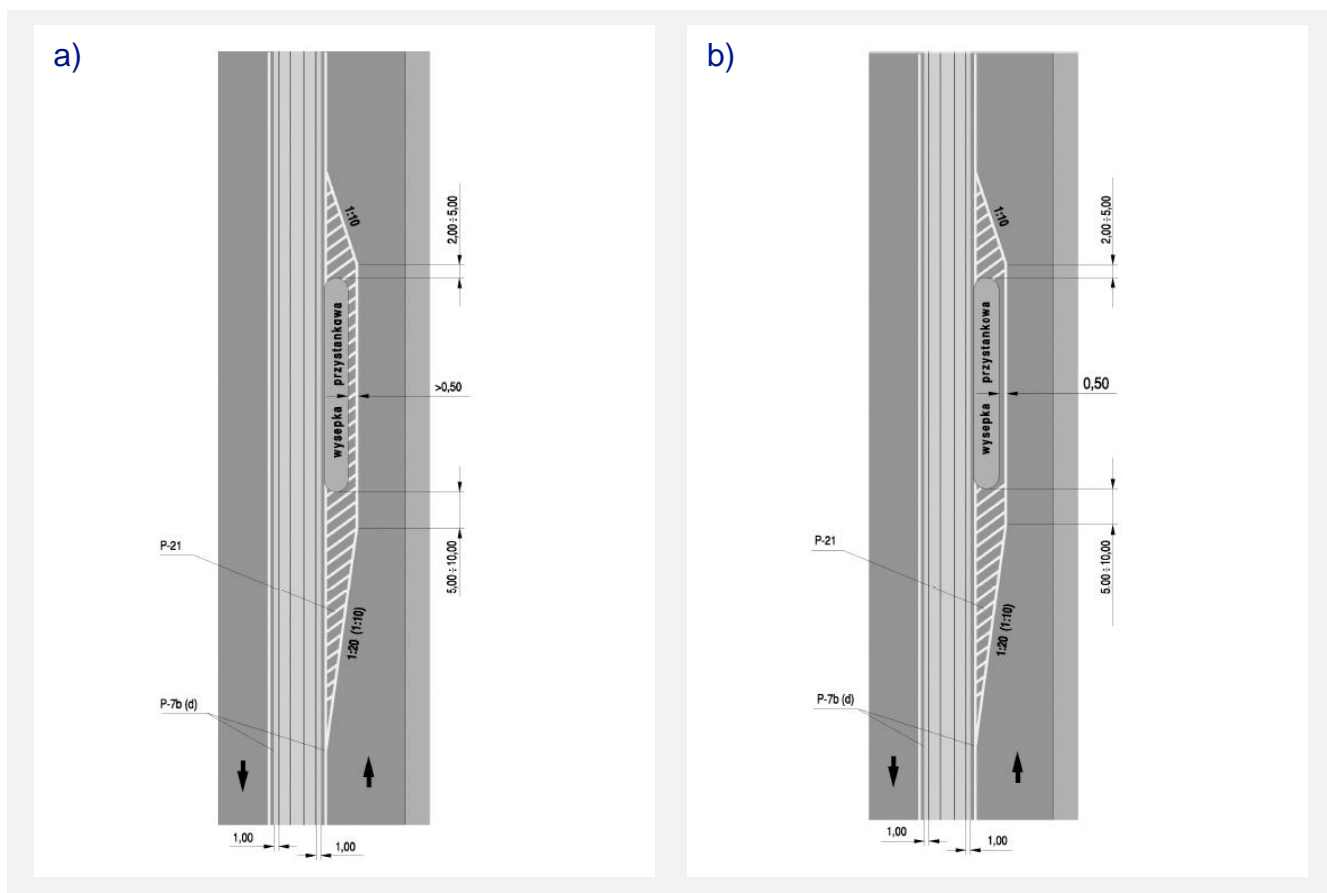 a)
1:10
2,00÷5,00
wysepka przystankowa
>0,50
5,00÷10,00
P-21
1:20 (1:10)
P-7b (d)
1,00
1,00
b)
1:10
2,00÷5,00
wysepka przystankowa
0,50
5.00÷10,00
P-21
1:20 (1:10)
P-7b (d)
1,00
1,00